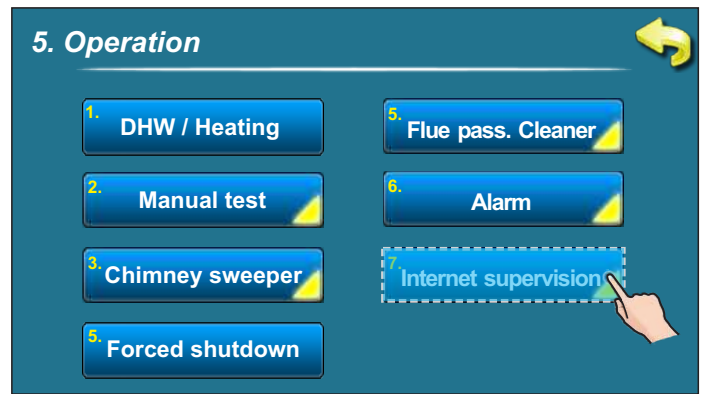 5. Operation
1. DHW / Heating
2. Manual test
3. Chimney sweeper
5. Forced shutdown
5. Flue pass. Cleaner
6. Alarm
7. Internet supervision